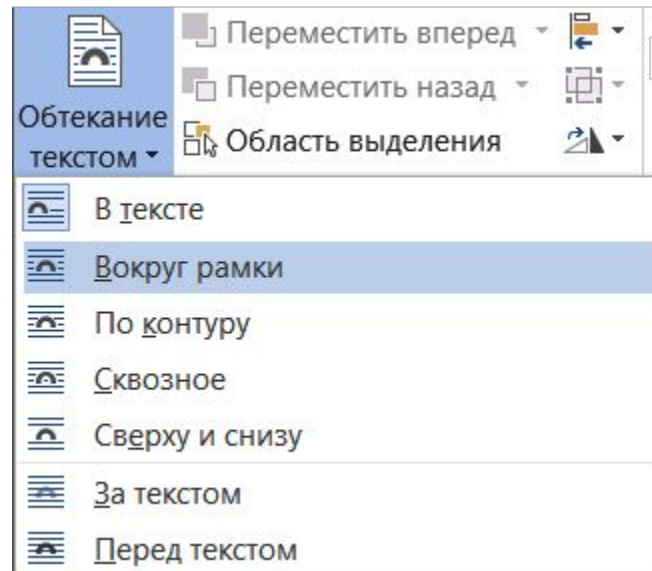 Обтекание
текстом
Переместить вперед
Переместить назад
Область выделения
В тексте
Вокруг рамки
По контуру
Сквозное
Сверху и снизу
За текстом
Перед текстом